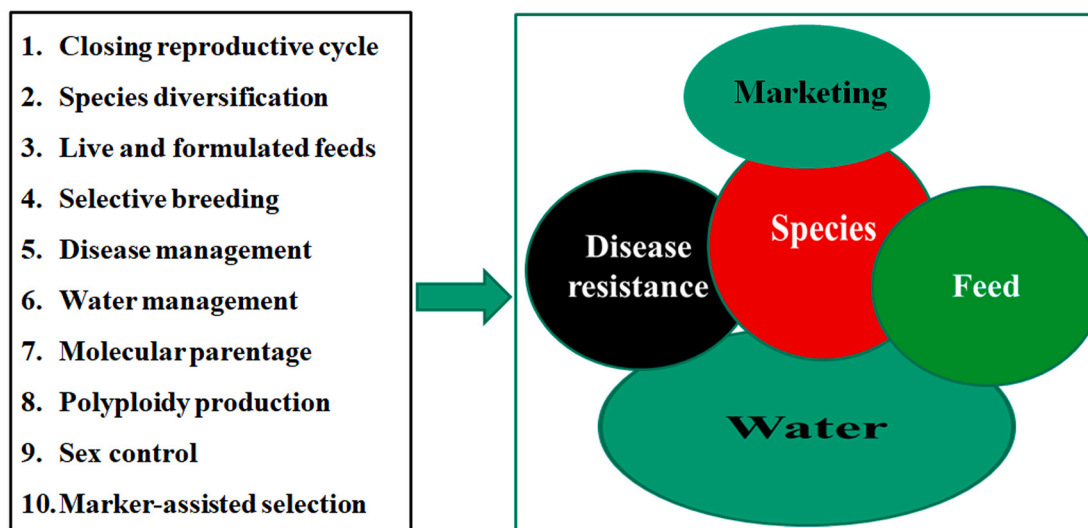 1. Closing reproductive cycle
2. Species diversification
3. Live and formulated feeds
4. Selective breeding
5. Disease management
6. Water management
7. Molecular parentage
8. Polyploidy production
9. Sex control
10. Marker-assisted selection
Marketing
Species
Disease
resistance
Feed
Water